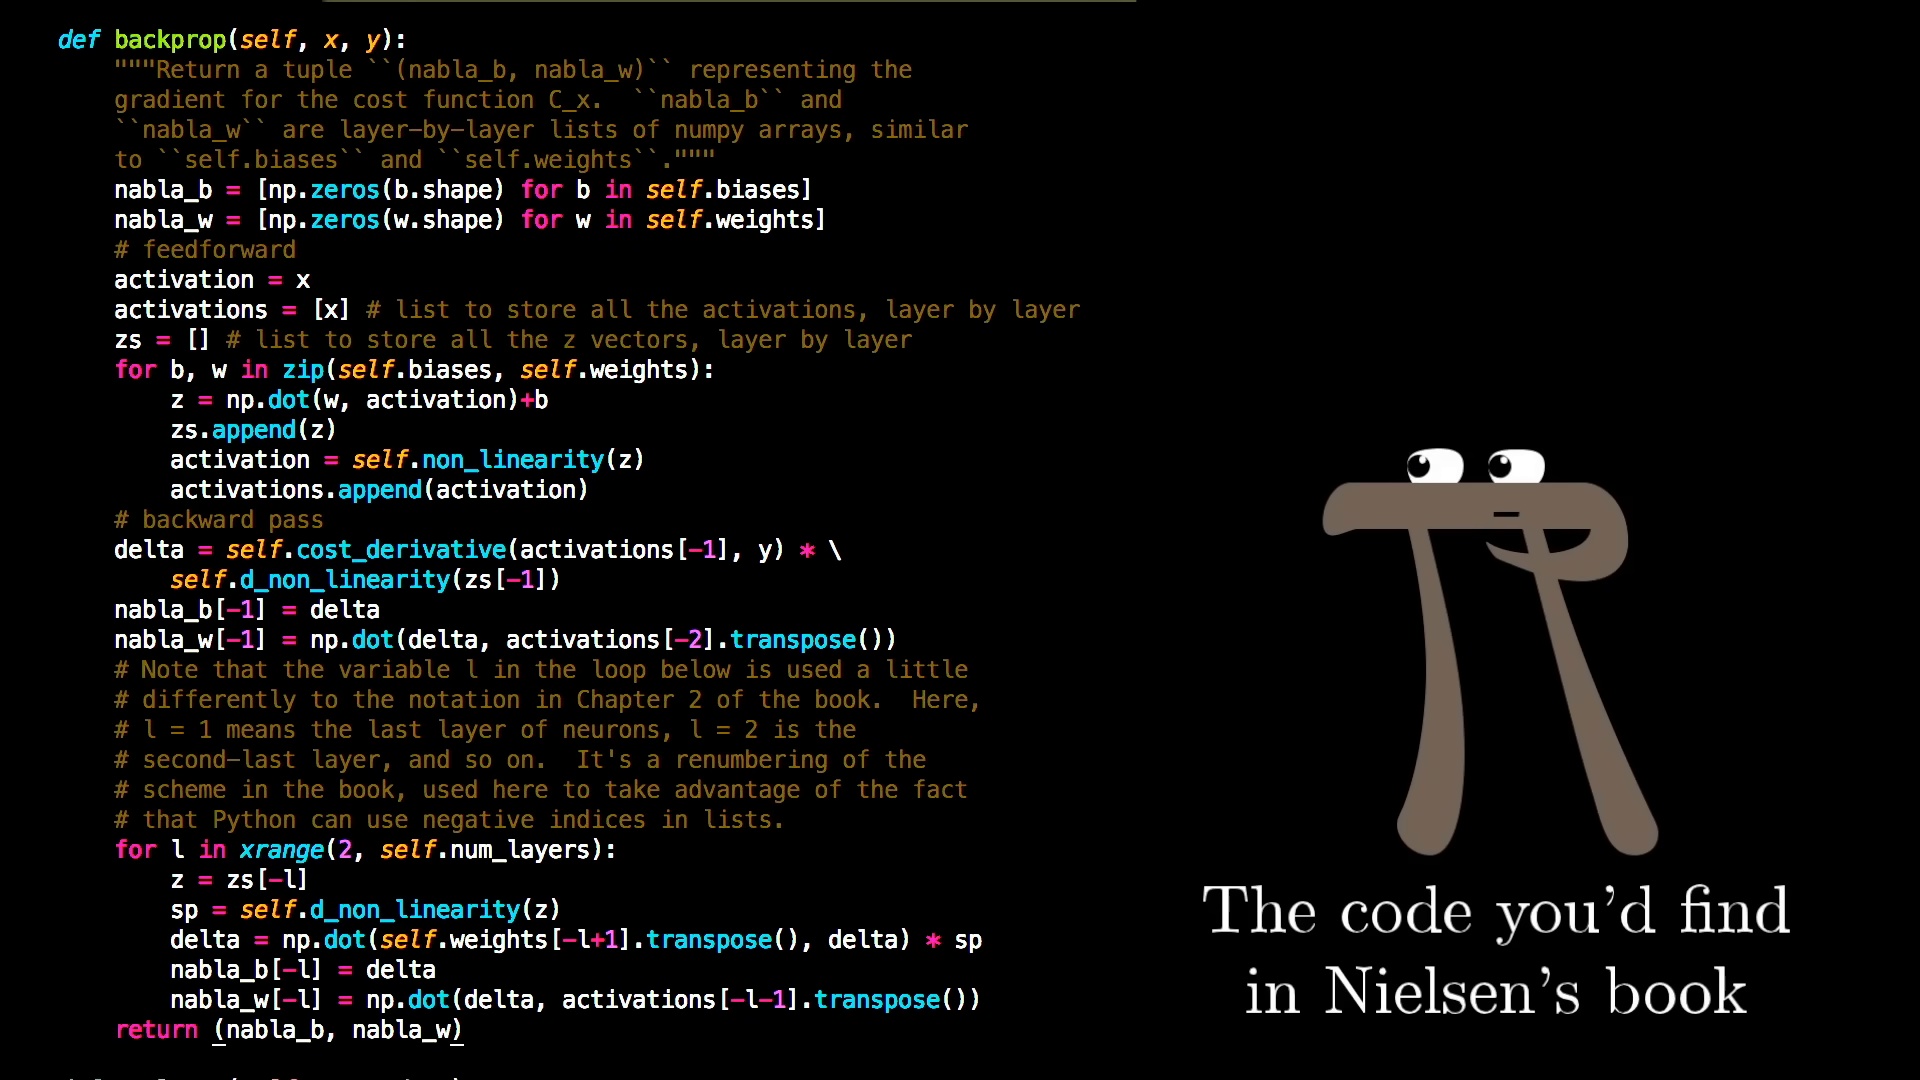 def backprop(self, x, y):
    """Return a tuple ``(nabla_b, nabla_w)`` representing the
    gradient for the cost function C_x.  ``nabla_b`` and
    ``nabla_w`` are layer-by-layer lists of numpy arrays, similar
    to ``self.biases`` and ``self.weights``."""
    nabla_b = [np.zeros(b.shape) for b in self.biases]
    nabla_w = [np.zeros(w.shape) for w in self.weights]
    # feedforward
    activation = x
    activations = [x] # list to store all the activations, layer by layer
    zs = [] # list to store all the z vectors, layer by layer
    for b, w in zip(self.biases, self.weights):
        z = np.dot(w, activation)+b
        zs.append(z)
        activation = self.non_linearity(z)
        activations.append(activation)
    # backward pass
    delta = self.cost_derivative(activations[-1], y) * \
        self.d_non_linearity(zs[-1])
    nabla_b[-1] = delta
    nabla_w[-1] = np.dot(delta, activations[-2].transpose())
    # Note that the variable l in the loop below is used a little
    # differently to the notation in Chapter 2 of the book.  Here,
    # l = 1 means the last layer of neurons, l = 2 is the
    # second-last layer, and so on.  It's a renumbering of the
    # scheme in the book, used here to take advantage of the fact
    # that Python can use negative indices in lists.
    for l in xrange(2, self.num_layers):
        z = zs[-l]
        sp = self.d_non_linearity(z)
        delta = np.dot(self.weights[-l+1].transpose(), delta) * sp
        nabla_b[-l] = delta
        nabla_w[-l] = np.dot(delta, activations[-l-1].transpose())
    return (nabla_b, nabla_w)
The code you'd find
in Nielsen's book